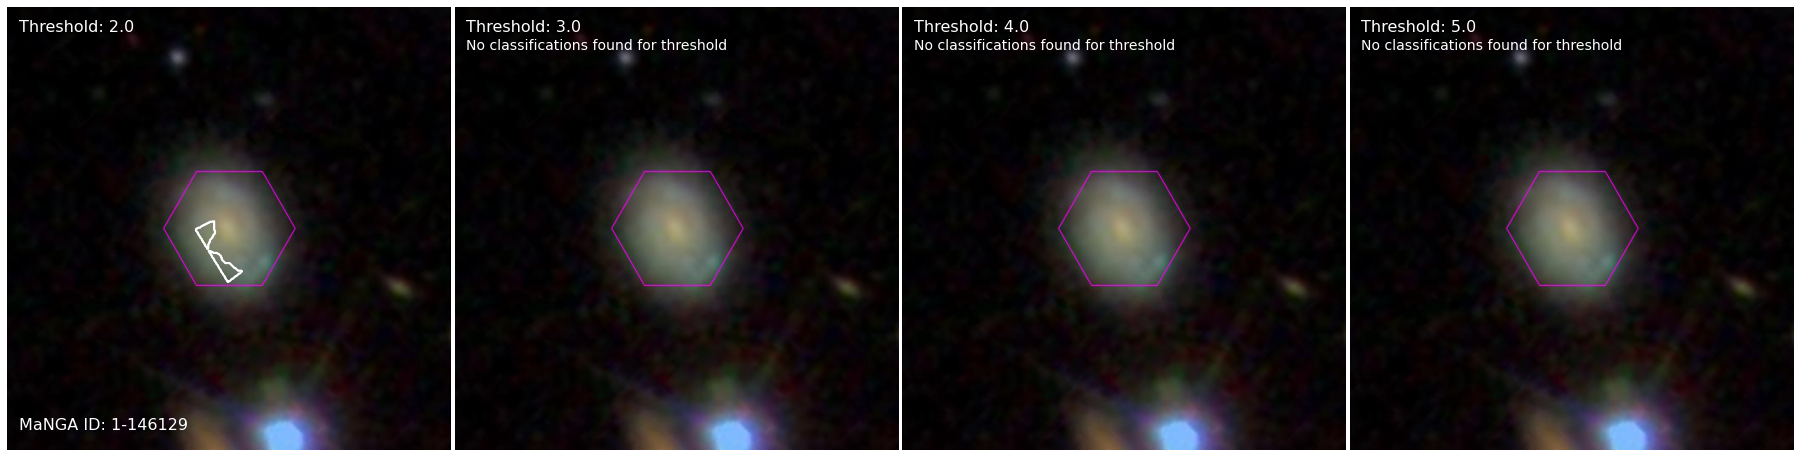 Threshold: 2.0
MaNGA ID: 1-146129
Threshold: 3.0
No classifications found for threshold
Threshold: 4.0
No classifications found for threshold
Threshold: 5.0
No classifications found for threshold